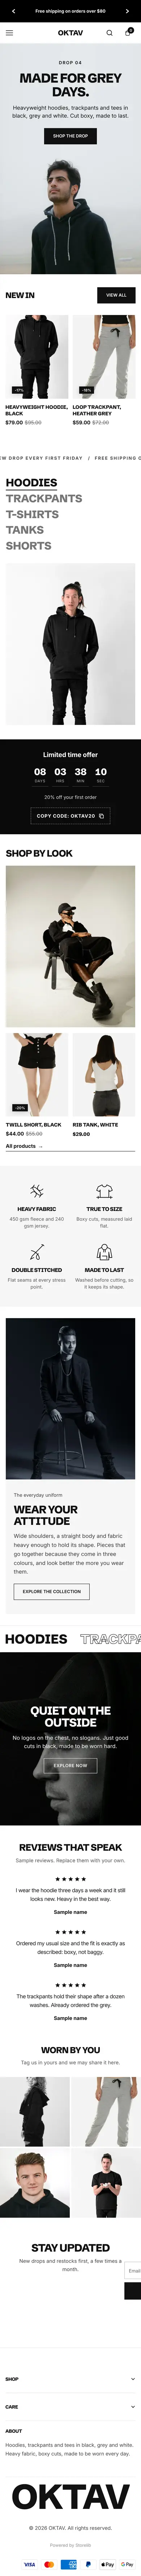 Free shipping on orders over $80
OKTAV
0
DROP 04
MADE FOR GREY
DAYS.
Heavyweight hoodies, trackpants and tees in
black, grey and white. Cut boxy, made to last.
SHOP THE DROP
NEW IN
VIEW ALL
-17%
-18%
HEAVYWEIGHT HOODIE,
BLACK
$79.00 $95.00
LOOP TRACKPANT,
HEATHER GREY
$59.00 $72.00
EW DROP EVERY FIRST FRIDAY / FREE SHIPPING O
HOODIES
TRACKPANTS
T-SHIRTS
TANKS
SHORTS
Limited time offer
08 03 38 10
DAYS HRS MIN SEC
20% off your first order
COPY CODE: OKTAV20
SHOP BY LOOK
-20%
TWILL SHORT, BLACK
$44.00 $55.00
RIB TANK, WHITE
$29.00
All products →
HEAVY FABRIC
450 gsm fleece and 240
gsm jersey.
TRUE TO SIZE
Boxy cuts, measured laid
flat.
DOUBLE STITCHED
Flat seams at every stress
point.
MADE TO LAST
Washed before cutting, so
it keeps its shape.
The everyday uniform
WEAR YOUR
ATTITUDE
Wide shoulders, a straight body and fabric
heavy enough to hold its shape. Pieces that
go together because they come in three
colours, and look better the more you wear
them.
EXPLORE THE COLLECTION
HOODIES TRACKPA
QUIET ON THE
OUTSIDE
No logos on the chest, no slogans. Just good
cuts in black, made to be worn hard.
EXPLORE NOW
REVIEWS THAT SPEAK
Sample reviews. Replace them with your own.
★★★★★
I wear the hoodie three days a week and it still
looks new. Heavy in the best way.
Sample name
★★★★★
Ordered my usual size and the fit is exactly as
described: boxy, not baggy.
Sample name
★★★★★
The trackpants hold their shape after a dozen
washes. Already ordered the grey.
Sample name
WORN BY YOU
Tag us in yours and we may share it here.
STAY UPDATED
New drops and restocks, a few times a
month.
Email
SHOP
CARE
ABOUT
Hoodies, trackpants and tees in black, grey and white.
Heavy fabric, boxy cuts, made to be worn every day.
OKTAV
© 2026 OKTAV. All rights reserved.
VISA
Pay
G Pay